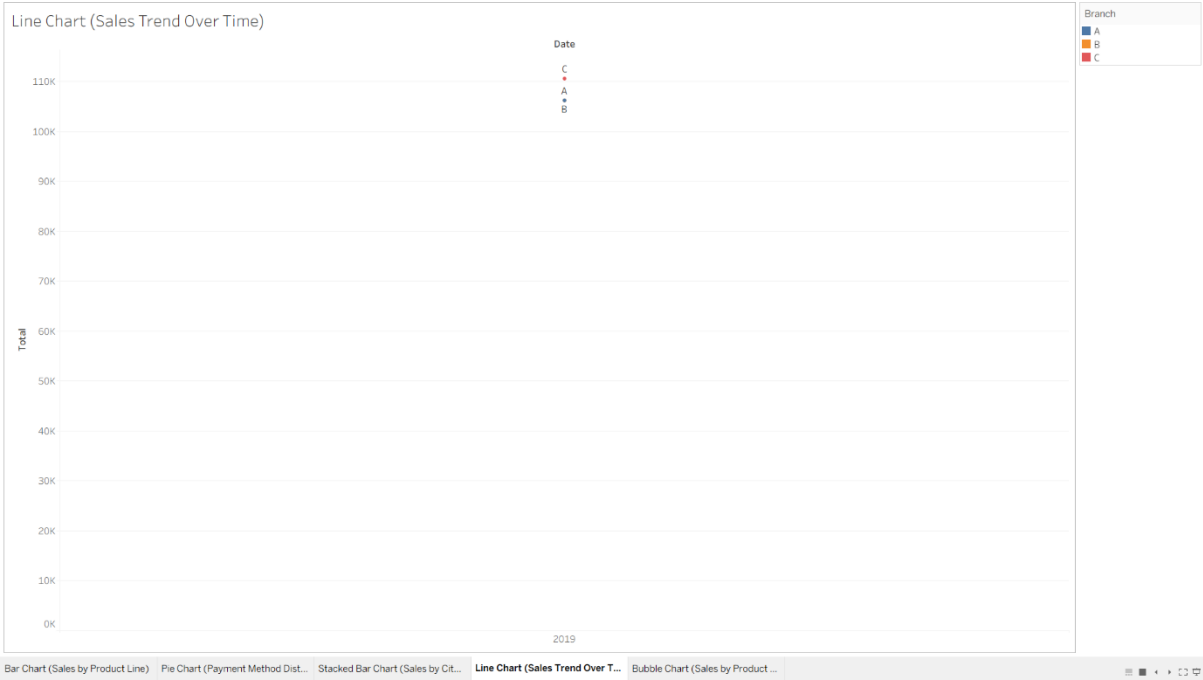 Line Chart (Sales Trend Over Time)
Branch
A
B
C
Date
C
A
B
110K
100K
90K
80K
70K
60K
50K
40K
30K
20K
10K
0K
Total
2019
Bar Chart (Sales by Product Line)
Pie Chart (Payment Method Dist...
Stacked Bar Chart (Sales by Cit...
Line Chart (Sales Trend Over T...
Bubble Chart (Sales by Product ...